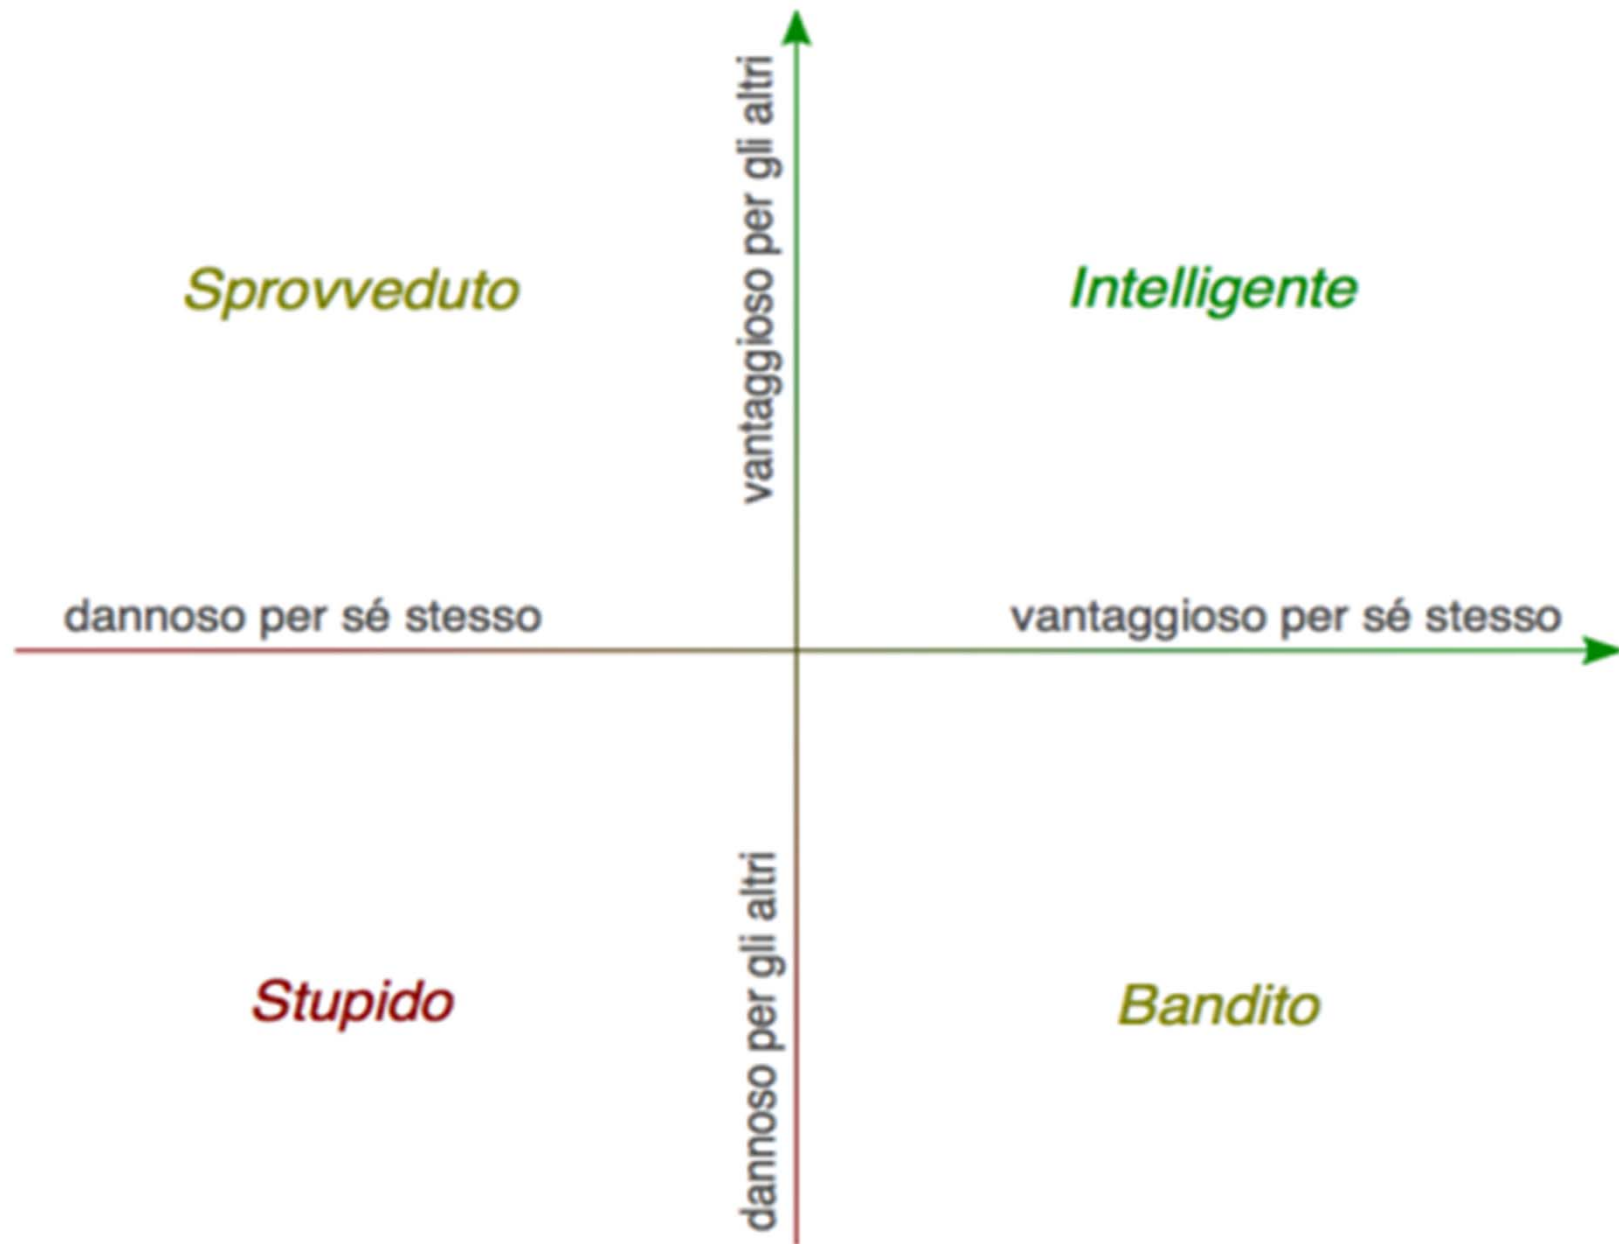 vantaggioso per gli altri
Sprovveduto
Intelligente
dannoso per sé stesso
vantaggioso per sé stesso
dannoso per gli altri
Stupido
Bandito